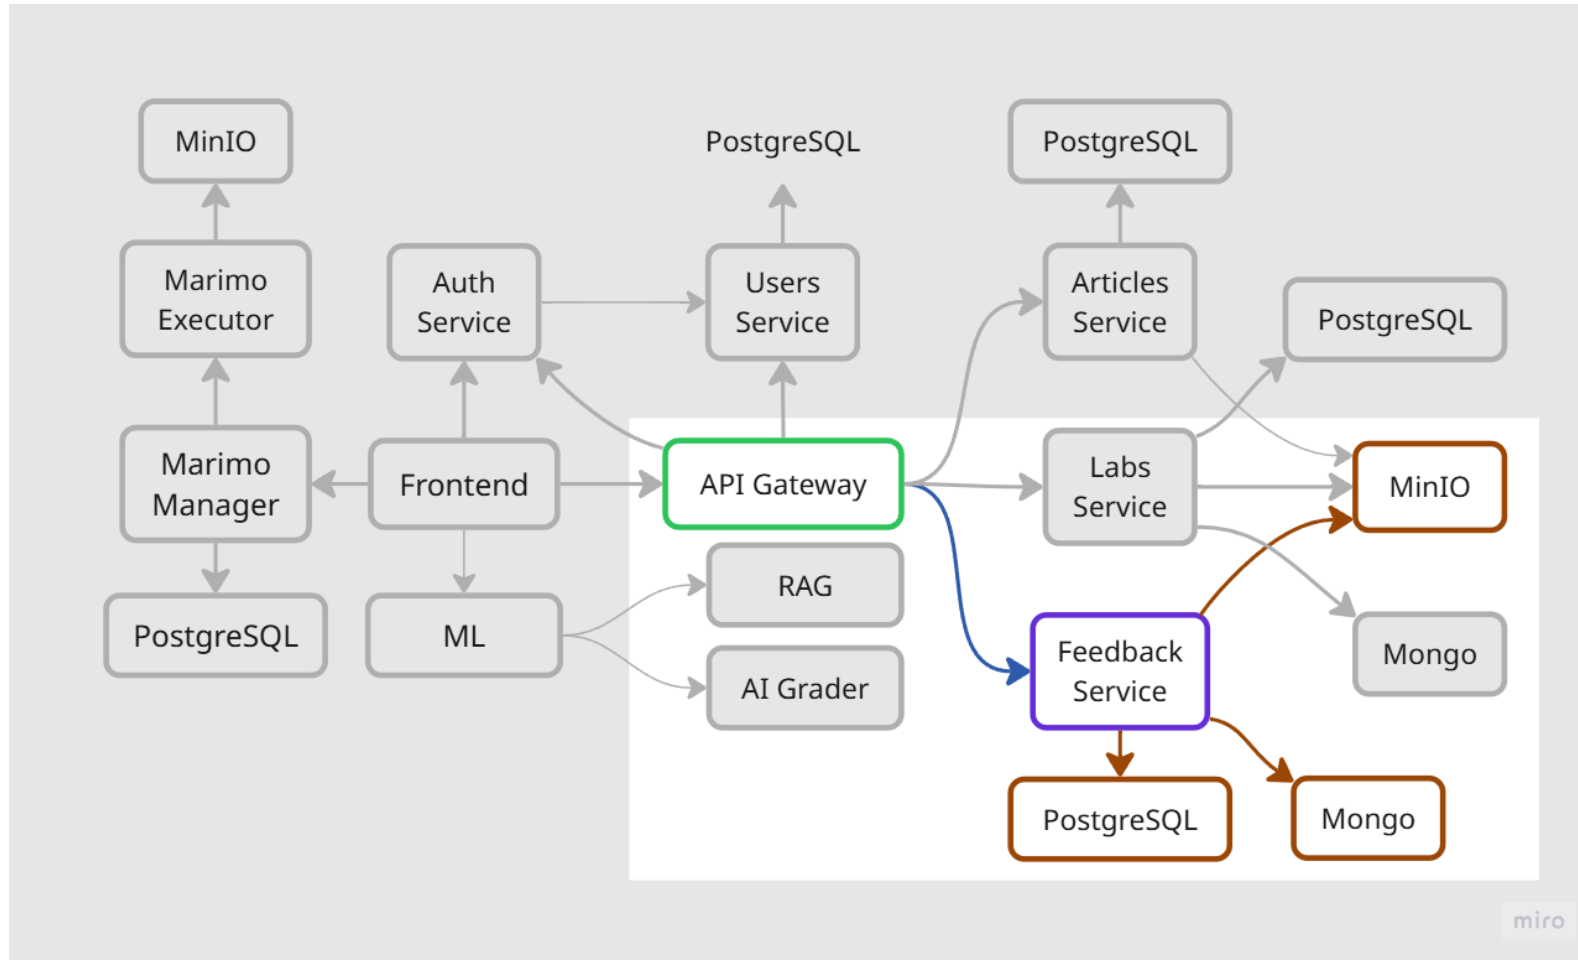 MinIO
PostgreSQL
PostgreSQL
Marimo
Executor
Auth
Service
Users
Service
Articles
Service
PostgreSQL
Marimo
Manager
Frontend
API Gateway
Labs
Service
MinIO
RAG
PostgreSQL
ML
AI Grader
Feedback
Service
Mongo
PostgreSQL
Mongo
miro